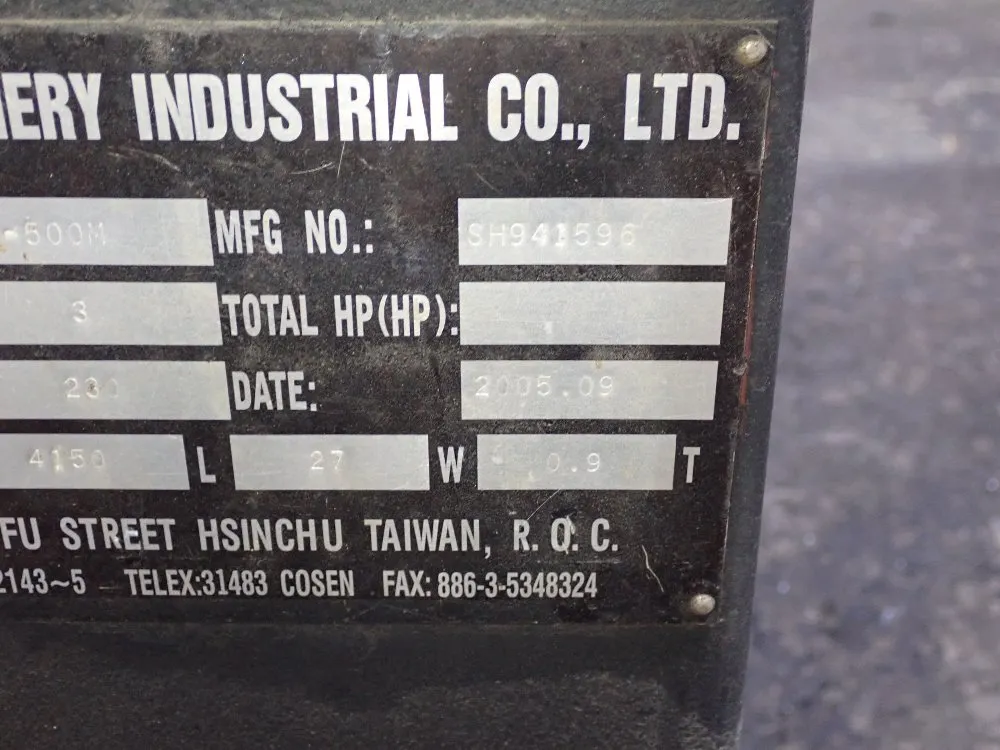 ERY INDUSTRIAL CO., LTD.
-500M MFG NO.: SH941596
3 TOTAL HP(HP):
230 DATE: 2005.09
4150 L 27 W 0.9 T
FU STREET HSINCHU TAIWAN, R.O.C.
2143~5 TELEX:31483 COSEN FAX: 886-3-5348324